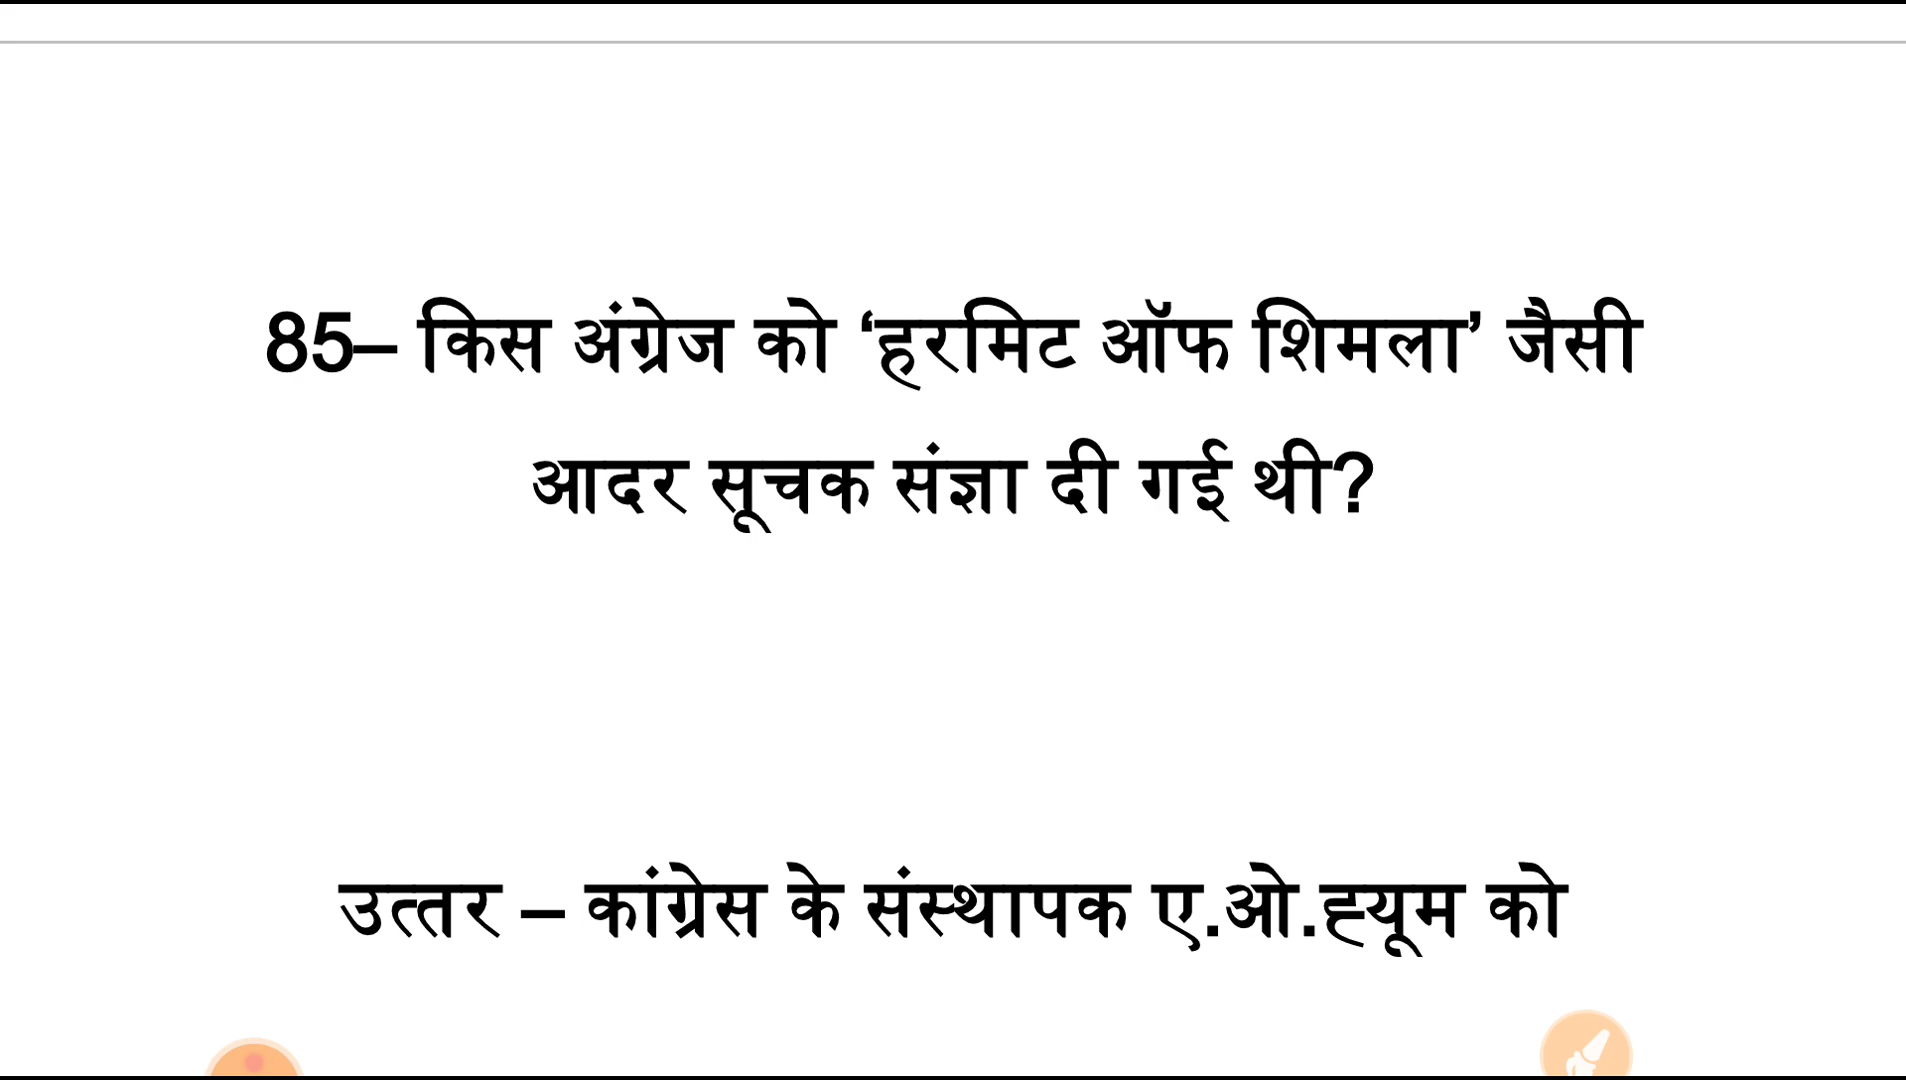 85– किस अंग्रेज को ‘हरमिट ऑफ शिमला’ जैसी
आदर सूचक संज्ञा दी गई थी?
उत्तर – कांग्रेस के संस्थापक ए.ओ.ह्यूम को